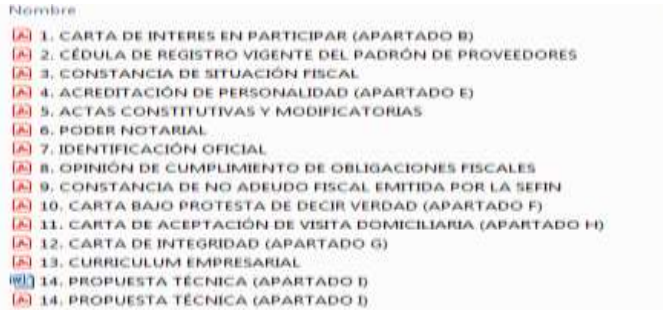 Nombre
1. CARTA DE INTERES EN PARTICIPAR (APARTADO B)
2. CÉDULA DE REGISTRO VIGENTE DEL PADRÓN DE PROVEEDORES
3. CONSTANCIA DE SITUACIÓN FISCAL
4. ACREDITACIÓN DE PERSONALIDAD (APARTADO E)
5. ACTAS CONSTITUTIVAS Y MODIFICATORIAS
6. PODER NOTARIAL
7. IDENTIFICACIÓN OFICIAL
8. OPINIÓN DE CUMPLIMIENTO DE OBLIGACIONES FISCALES
9. CONSTANCIA DE NO ADEUDO FISCAL EMITIDA POR LA SEFIN
10. CARTA BAJO PROTESTA DE DECIR VERDAD (APARTADO F)
11. CARTA DE ACEPTACIÓN DE VISITA DOMICILIARIA (APARTADO H)
12. CARTA DE INTEGRIDAD (APARTADO G)
13. CURRICULUM EMPRESARIAL
14. PROPUESTA TÉCNICA (APARTADO I)
14. PROPUESTA TÉCNICA (APARTADO I)